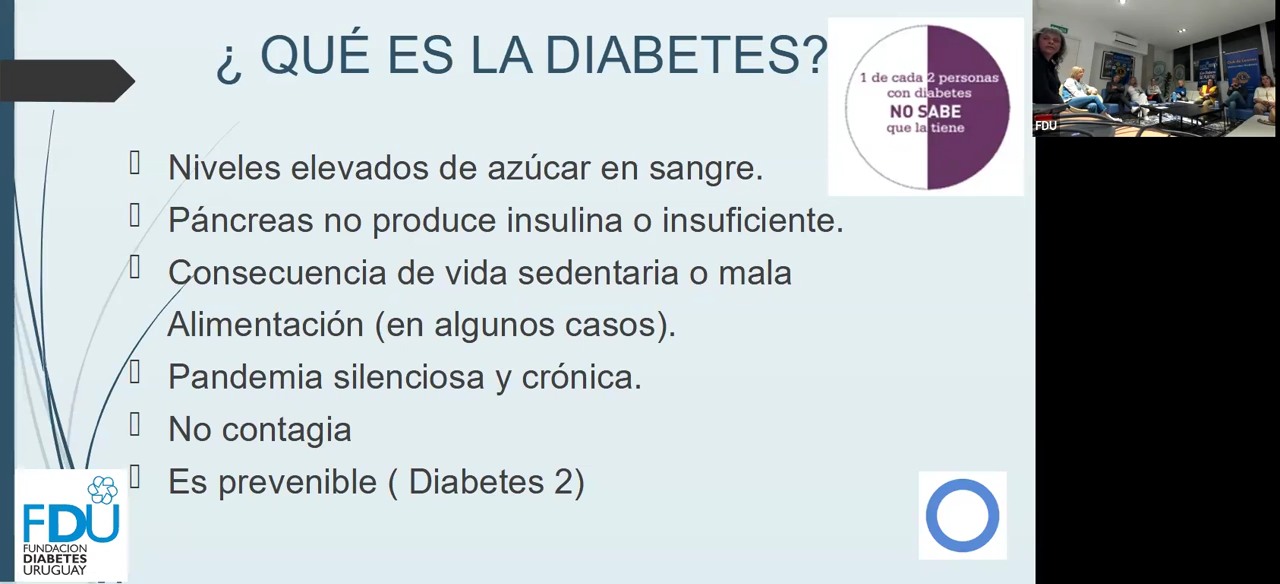 ¿ QUÉ ES LA DIABETES?
1 de cada 2 personas
con diabetes
NO SABE
que la tiene
FDU
Niveles elevados de azúcar en sangre.
Páncreas no produce insulina o insuficiente.
Consecuencia de vida sedentaria o mala
Alimentación (en algunos casos).
Pandemia silenciosa y crónica.
No contagia
Es prevenible ( Diabetes 2)
FDU
FUNDACION
DIABETES
URUGUAY